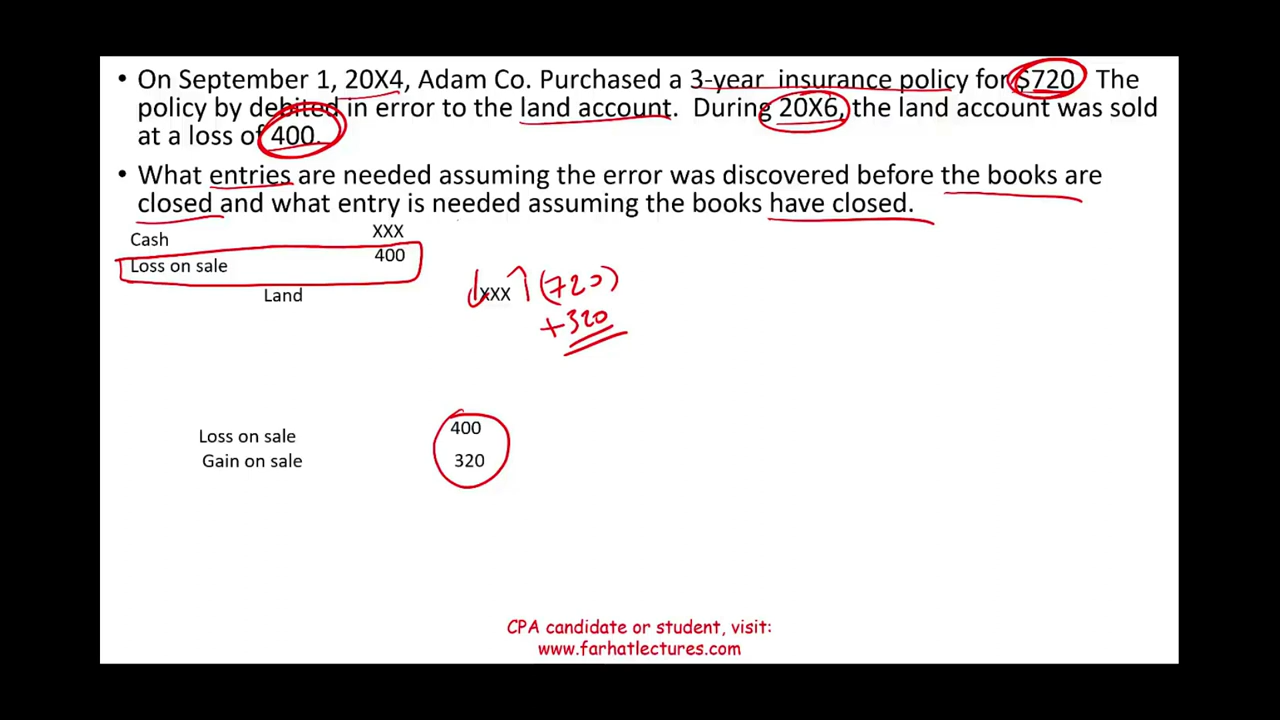 • On September 1, 20X4, Adam Co. Purchased a 3-year insurance policy for $720 The
policy by debited in error to the land account. During 20X6, the land account was sold
at a loss of 400.
• What entries are needed assuming the error was discovered before the books are
closed and what entry is needed assuming the books have closed.
Cash XXX
Loss on sale 400
Land XXX (720)
+320
Loss on sale 400
Gain on sale 320
CPA candidate or student, visit:
www.farhatlectures.com